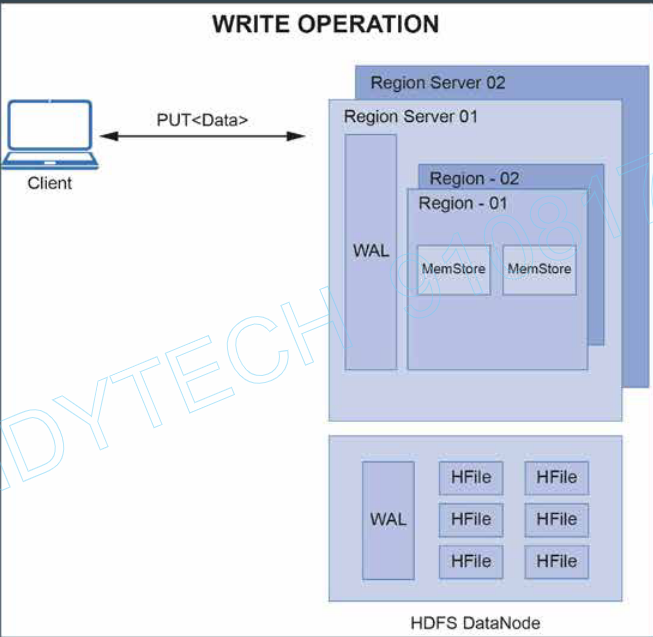 WRITE OPERATION
Region Server 02
Region Server 01
PUT<Data>
Client
Region - 02
Region - 01
WAL
MemStore
MemStore
WAL
HFile
HFile
HFile
HFile
HFile
HFile
HDFS DataNode
DYTECH 910817